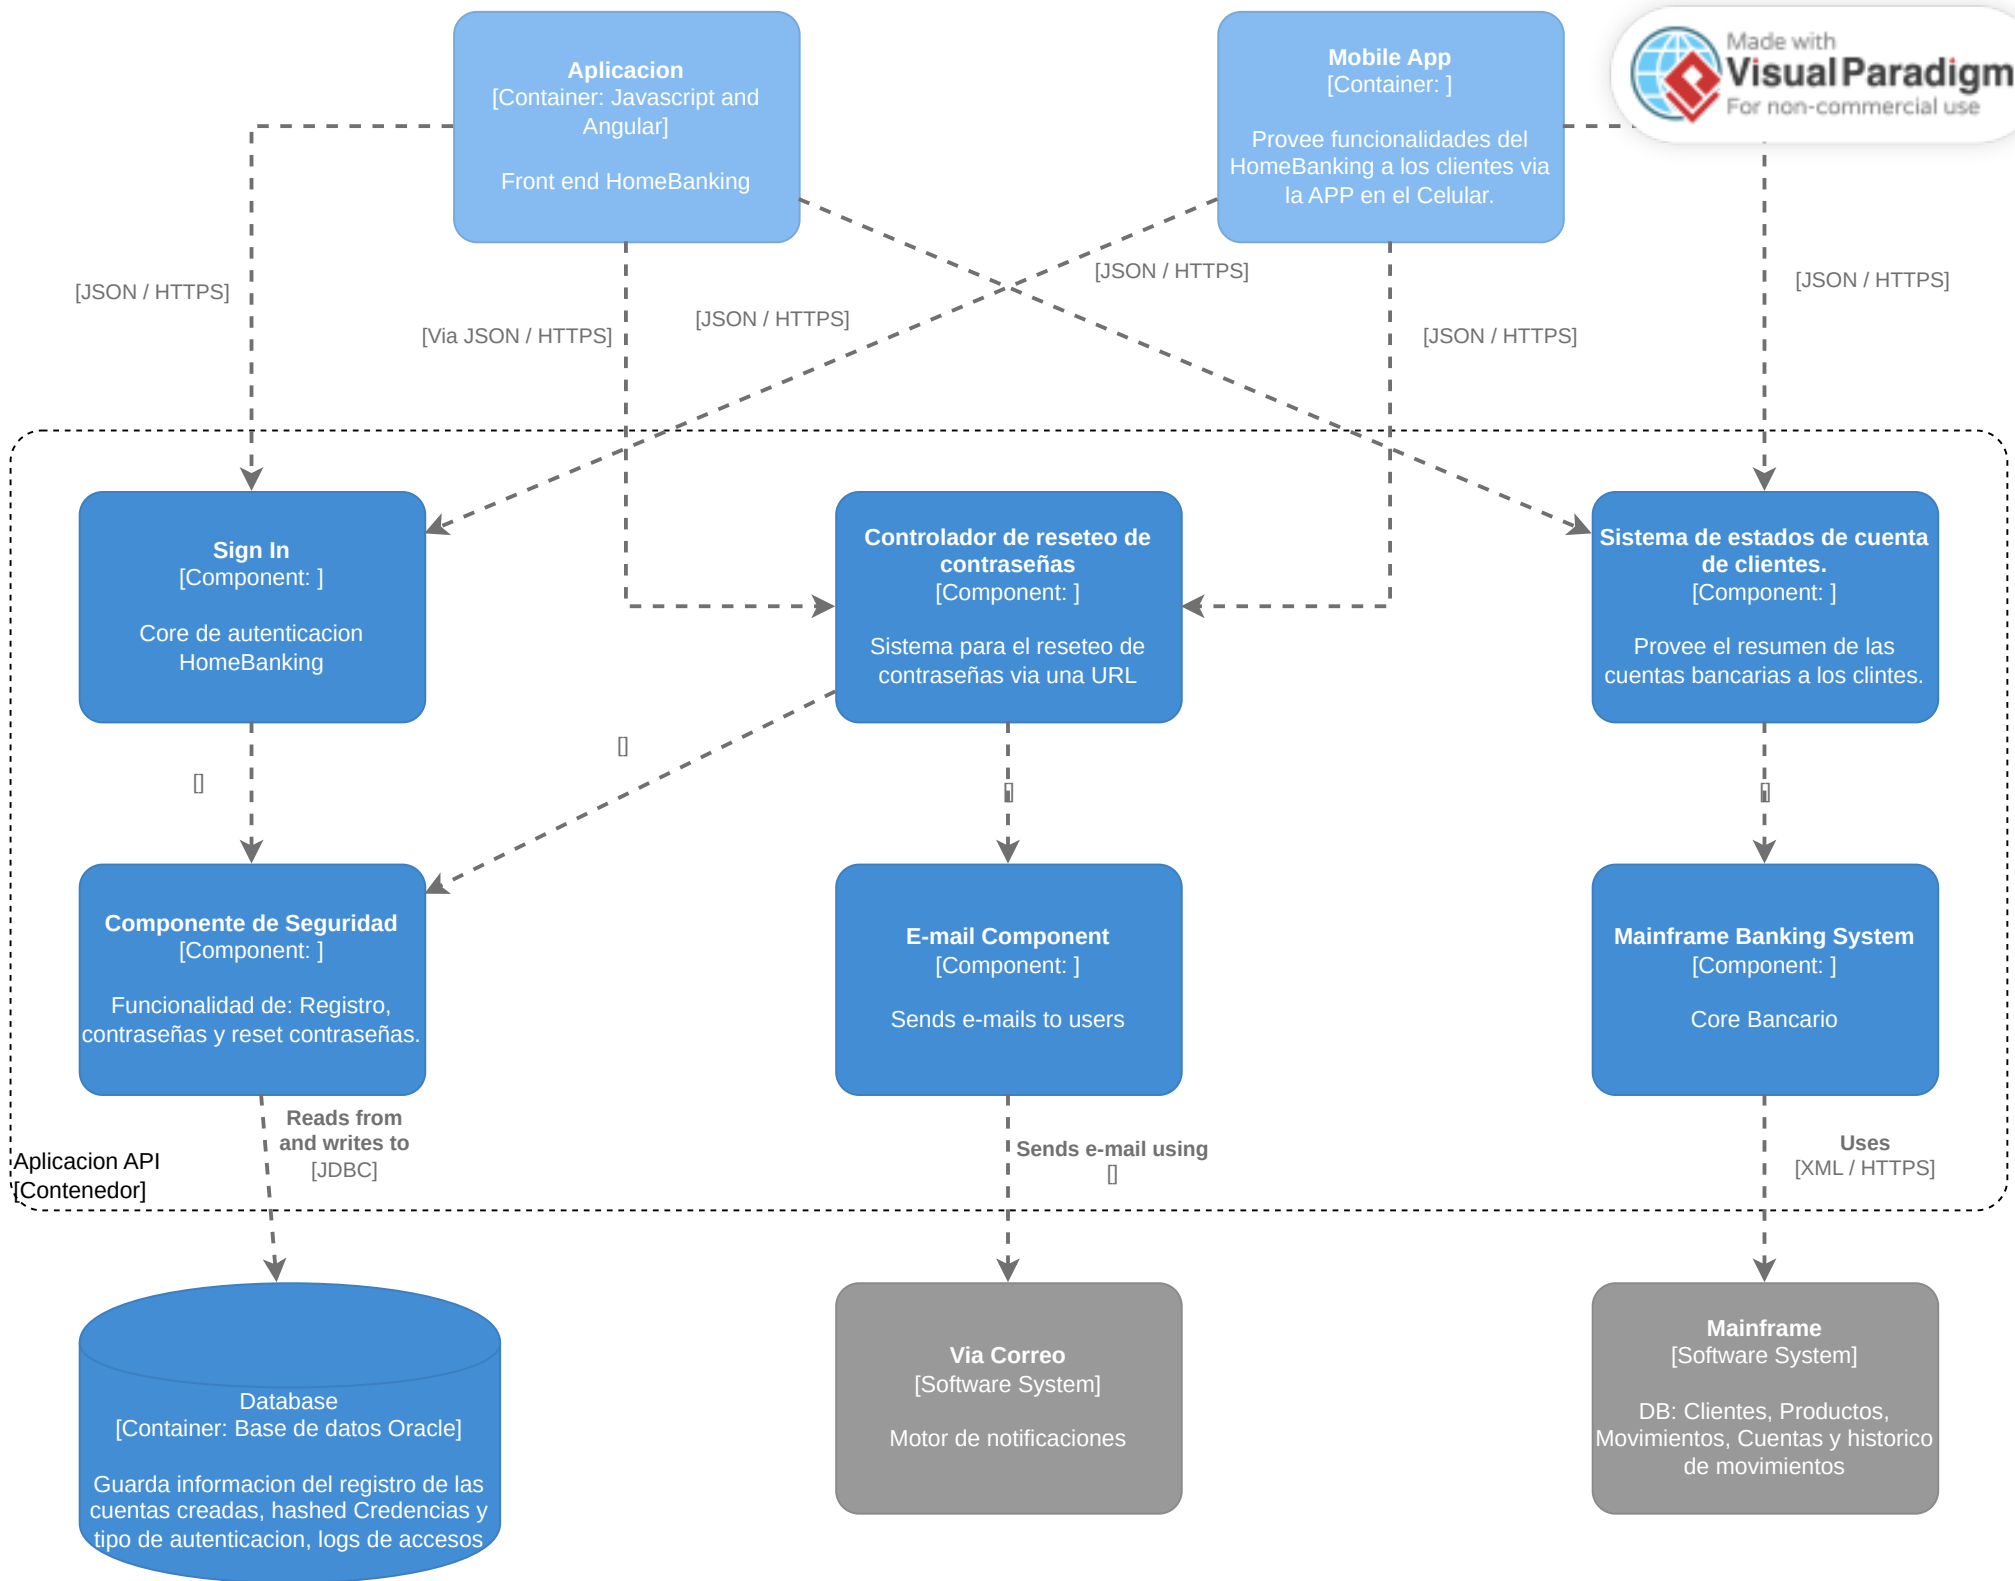 Aplicacion
[Container: Javascript and
Angular]
Front end HomeBanking
Mobile App
[Container: ]
Provee funcionalidades del
HomeBanking a los clientes via
la APP en el Celular.
Made with
Visual Paradigm
For non-commercial use
[JSON / HTTPS]
[Via JSON / HTTPS]
[JSON / HTTPS]
[JSON / HTTPS]
[JSON / HTTPS]
[JSON / HTTPS]
Sign In
[Component: ]
Core de autenticacion
HomeBanking
Controlador de reseteo de
contraseñas
[Component: ]
Sistema para el reseteo de
contraseñas via una URL
Sistema de estados de cuenta
de clientes.
[Component: ]
Provee el resumen de las
cuentas bancarias a los clintes.
[]
[]
[]
[]
Componente de Seguridad
[Component: ]
Funcionalidad de: Registro,
contraseñas y reset contraseñas.
E-mail Component
[Component: ]
Sends e-mails to users
Mainframe Banking System
[Component: ]
Core Bancario
Reads from
and writes to
[JDBC]
Sends e-mail using
[]
Uses
[XML / HTTPS]
Aplicacion API
[Contenedor]
Database
[Container: Base de datos Oracle]
Guarda informacion del registro de las
cuentas creadas, hashed Credencias y
tipo de autenticacion, logs de accesos
Via Correo
[Software System]
Motor de notificaciones
Mainframe
[Software System]
DB: Clientes, Productos,
Movimientos, Cuentas y historico
de movimientos